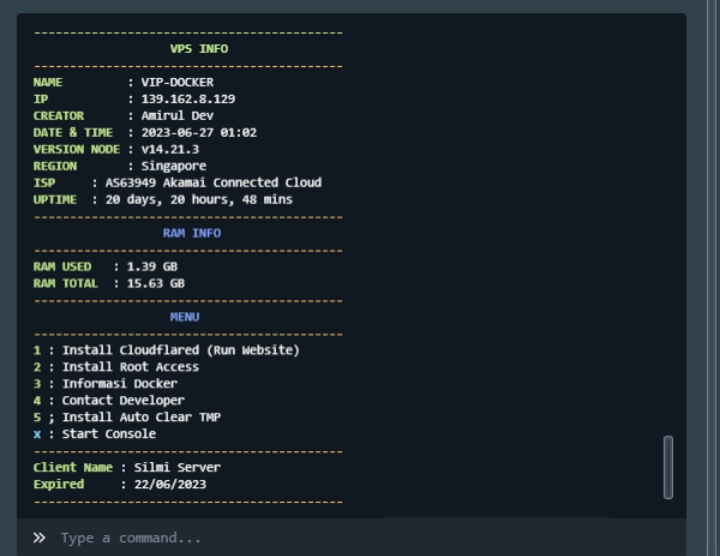 -------------------------------------------
VPS INFO
-------------------------------------------
NAME         : VIP-DOCKER
IP           : 139.162.8.129
CREATOR      : Amirul Dev
DATE & TIME  : 2023-06-27 01:02
VERSION NODE : v14.21.3
REGION       : Singapore
ISP     : AS63949 Akamai Connected Cloud
UPTIME  : 20 days, 20 hours, 48 mins
-------------------------------------------
RAM INFO
-------------------------------------------
RAM USED   : 1.39 GB
RAM TOTAL  : 15.63 GB
-------------------------------------------
MENU
-------------------------------------------
1 : Install Cloudflared (Run Website)
2 : Install Root Access
3 : Informasi Docker
4 : Contact Developer
5 ; Install Auto Clear TMP
x : Start Console
-------------------------------------------
Client Name : Silmi Server
Expired     : 22/06/2023
-------------------------------------------
» Type a command...